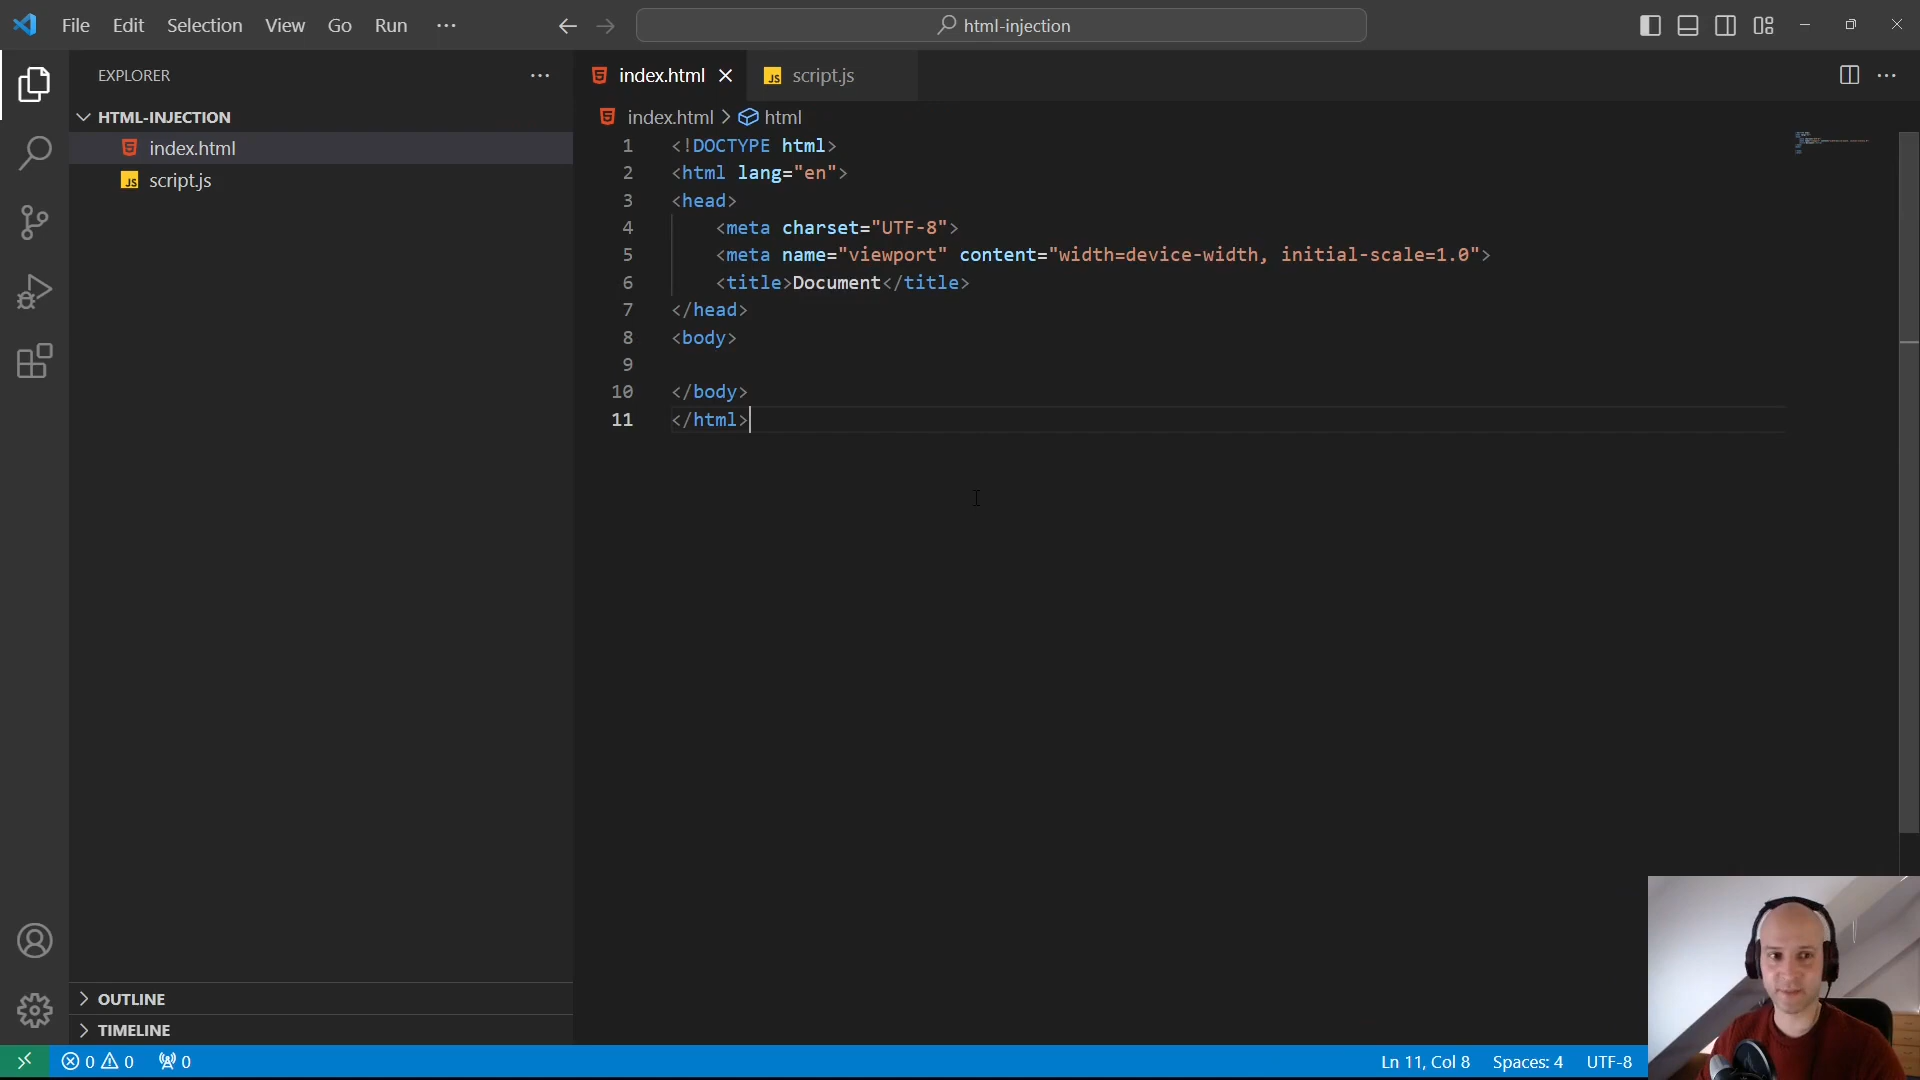 File Edit Selection View Go Run ··· html-injection
EXPLORER ···
HTML-INJECTION
index.html
script.js
OUTLINE
TIMELINE
index.html script.js ···
index.html > html
1 <!DOCTYPE html>
2 <html lang="en">
3 <head>
4 <meta charset="UTF-8">
5 <meta name="viewport" content="width=device-width, initial-scale=1.0">
6 <title>Document</title>
7 </head>
8 <body>
9
10 </body>
11 </html>
0 0 0 Ln 11, Col 8 Spaces: 4 UTF-8